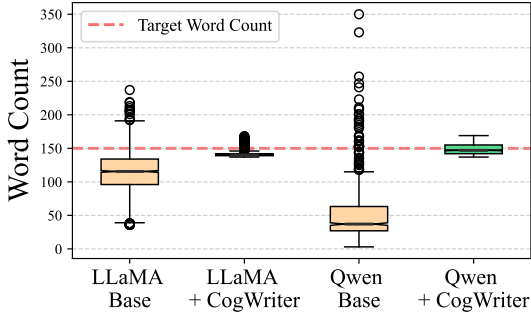 Word Count
350
300
250
200
150
100
50
0
Target Word Count
LLaMA
Base
LLaMA
+ CogWriter
Qwen
Base
Qwen
+ CogWriter